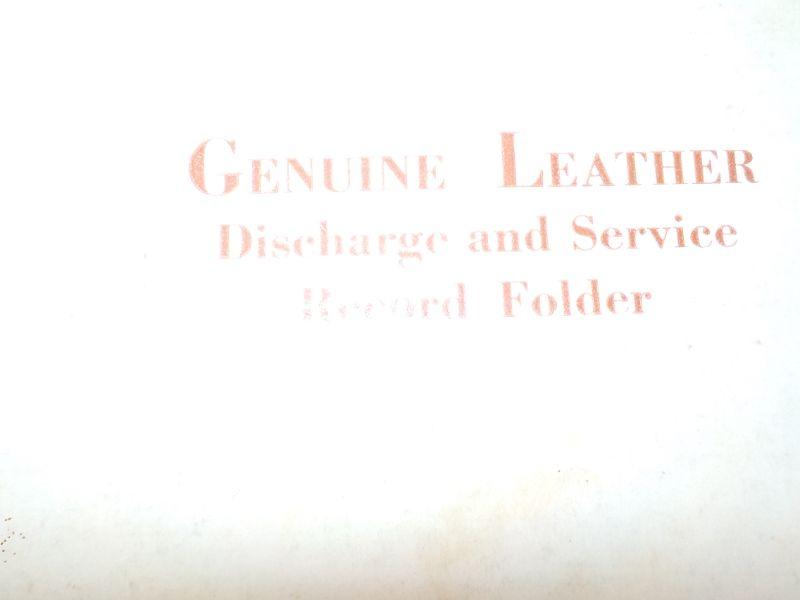 GENUINE LEATHER
Discharge and Service
Record Folder